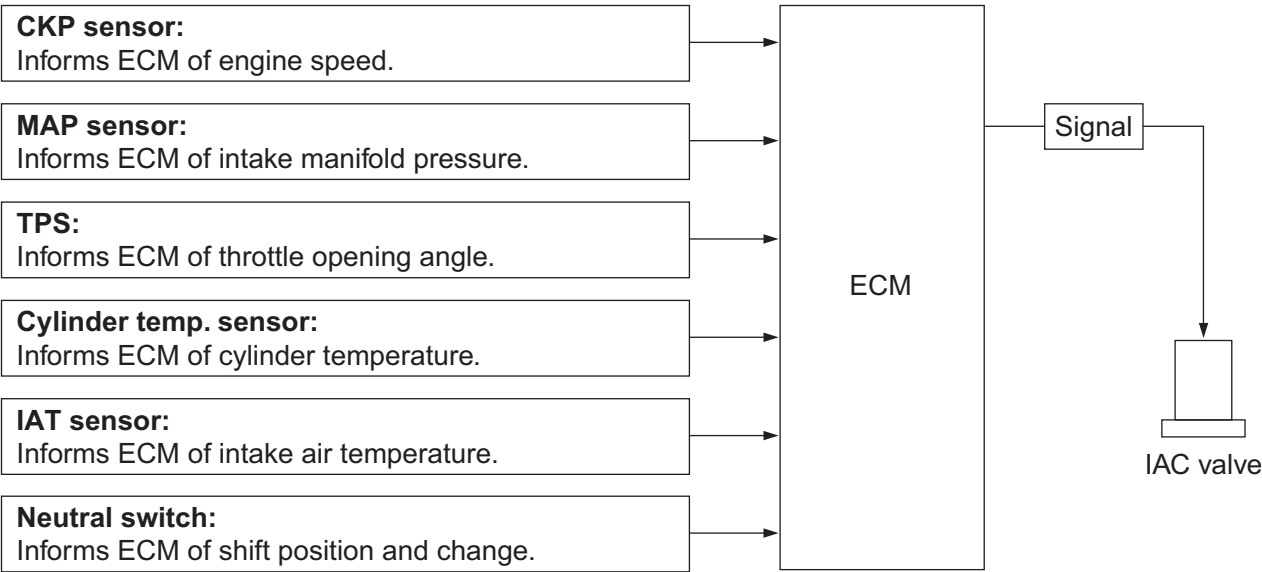 CKP sensor:
Informs ECM of engine speed.
MAP sensor:
Informs ECM of intake manifold pressure.
TPS:
Informs ECM of throttle opening angle.
Cylinder temp. sensor:
Informs ECM of cylinder temperature.
IAT sensor:
Informs ECM of intake air temperature.
Neutral switch:
Informs ECM of shift position and change.
ECM
Signal
IAC valve